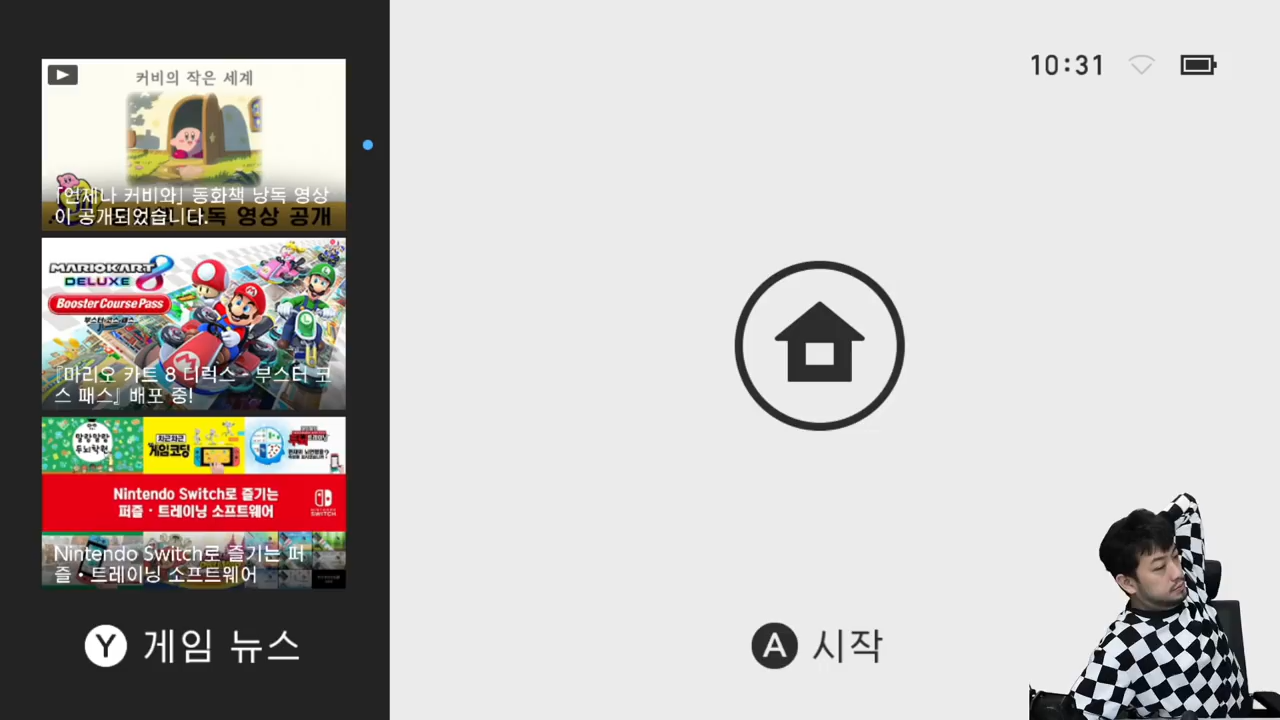 커비의 작은 세계
「언제나 커비와」 동화책 낭독 영상
이 공개되었습니다.
영상 공개
MARIOKART 8
DELUXE
Booster Course Pass
부스터 코스 패스
『마리오 카트 8 디럭스 - 부스터 코
스 패스』 배포 중!
말랑말랑
두뇌학원
차근차근
게임코딩
Nintendo Switch로 즐기는
퍼즐・트레이닝 소프트웨어
NINTENDO
SWITCH
Nintendo Switch로 즐기는 퍼
즐・트레이닝 소프트웨어
Y 게임 뉴스
10:31
A 시작